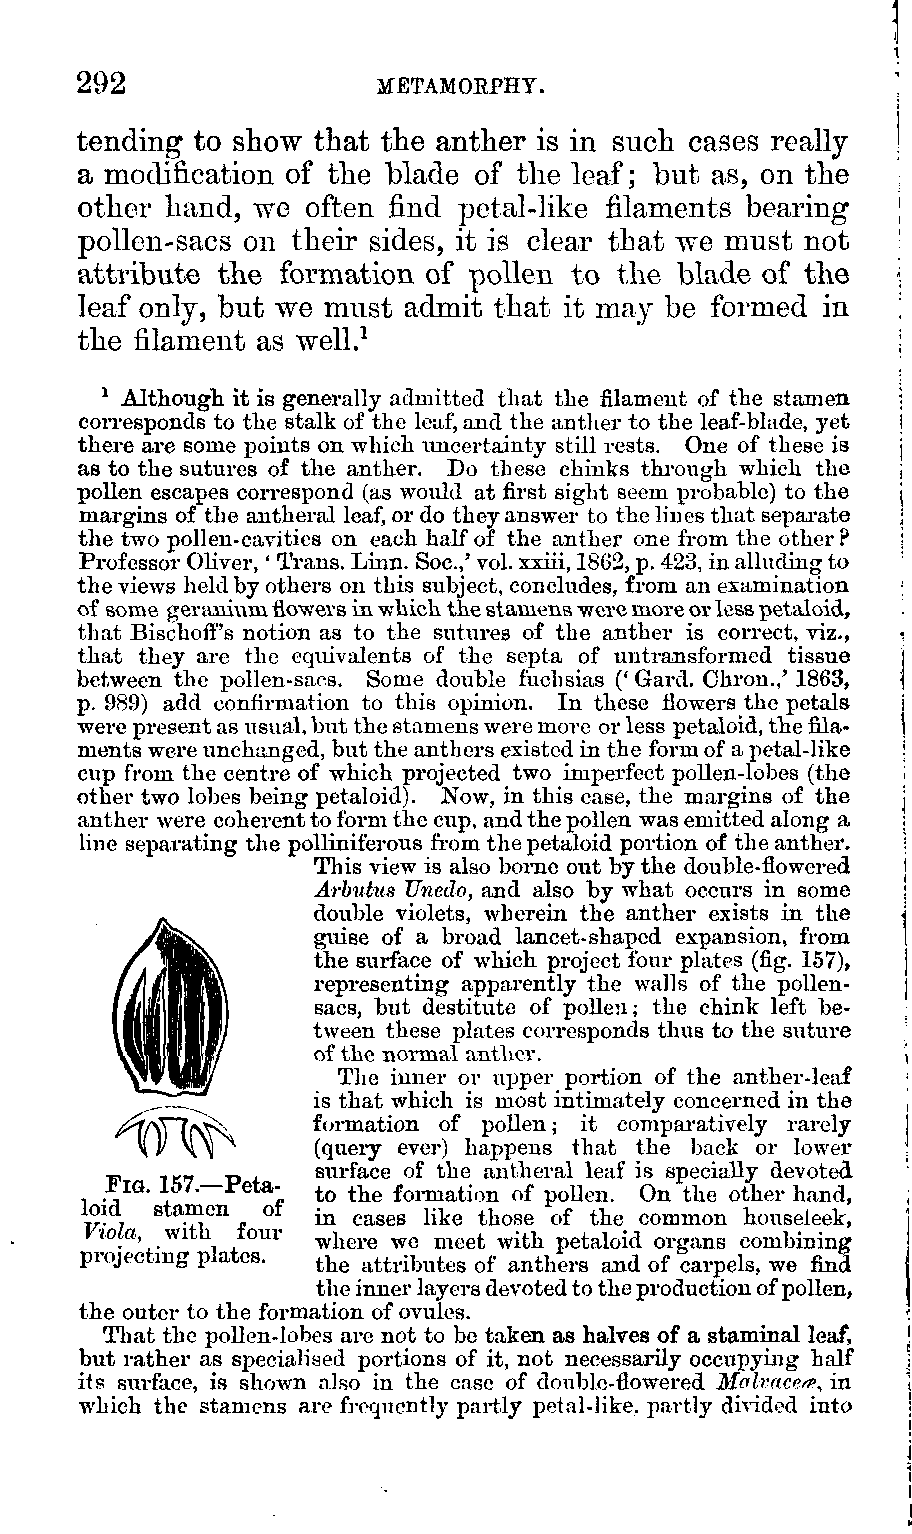 292 METAMORPHY.
tending to show that the anther is in such cases really
a modification of the blade of the leaf; but as, on the
other hand, we often find petal-like filaments bearing
pollen-sacs on their sides, it is clear that we must not
attribute the formation of pollen to the blade of the
leaf only, but we must admit that it may be formed in
the filament as well.¹
¹ Although it is generally admitted that the filament of the stamen
corresponds to the stalk of the leaf, and the anther to the leaf-blade, yet
there are some points on which uncertainty still rests. One of these is
as to the sutures of the anther. Do these chinks through which the
pollen escapes correspond (as would at first sight seem probable) to the
margins of the antheral leaf, or do they answer to the lines that separate
the two pollen-cavities on each half of the anther one from the other?
Professor Oliver, ‘ Trans. Linn. Soc.,’ vol. xxiii, 1862, p. 423, in alluding to
the views held by others on this subject, concludes, from an examination
of some geranium flowers in which the stamens were more or less petaloid,
that Bischoff's notion as to the sutures of the anther is correct, viz.,
that they are the equivalents of the septa of untransformed tissue
between the pollen-sacs. Some double fuchsias (‘ Gard. Chron.,’ 1863,
p. 989) add confirmation to this opinion. In these flowers the petals
were present as usual, but the stamens were more or less petaloid, the fila-
ments were unchanged, but the anthers existed in the form of a petal-like
cup from the centre of which projected two imperfect pollen-lobes (the
other two lobes being petaloid). Now, in this case, the margins of the
anther were coherent to form the cup, and the pollen was emitted along a
line separating the polliniferous from the petaloid portion of the anther.
This view is also borne out by the double-flowered
Arbutus Unedo, and also by what occurs in some
double violets, wherein the anther exists in the
guise of a broad lancet-shaped expansion, from
the surface of which project four plates (fig. 157),
representing apparently the walls of the pollen-
sacs, but destitute of pollen; the chink left be-
tween these plates corresponds thus to the suture
of the normal anther.
The inner or upper portion of the anther-leaf
is that which is most intimately concerned in the
formation of pollen; it comparatively rarely
(query ever) happens that the back or lower
surface of the antheral leaf is specially devoted
to the formation of pollen. On the other hand,
in cases like those of the common houseleek,
where we meet with petaloid organs combining
the attributes of anthers and of carpels, we find
the inner layers devoted to the production of pollen,
the outer to the formation of ovules.
Fig. 157.—Peta-
loid stamen of
Viola, with four
projecting plates.
That the pollen-lobes are not to be taken as halves of a staminal leaf,
but rather as specialised portions of it, not necessarily occupying half
its surface, is shown also in the case of double-flowered Malvaceæ, in
which the stamens are frequently partly petal-like, partly divided into